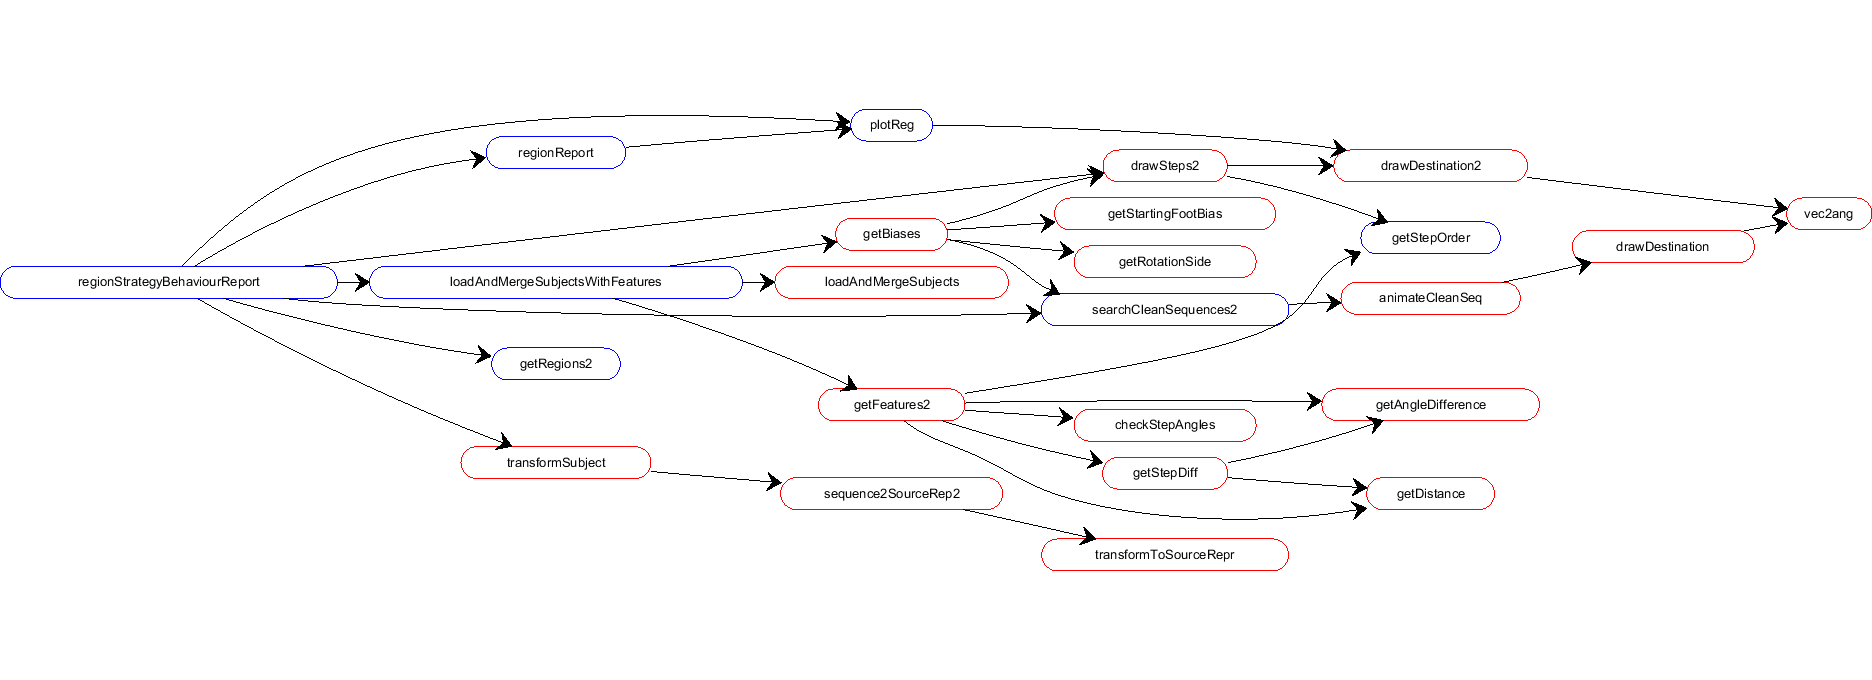 plotReg
regionReport
drawSteps2
drawDestination2
getStartingFootBias
vec2ang
getBiases
getStepOrder
drawDestination
getRotationSide
regionStrategyBehaviourReport
loadAndMergeSubjectsWithFeatures
loadAndMergeSubjects
animateCleanSeq
searchCleanSequences2
getRegions2
getFeatures2
getAngleDifference
checkStepAngles
transformSubject
getStepDiff
sequence2SourceRep2
getDistance
transformToSourceRepr